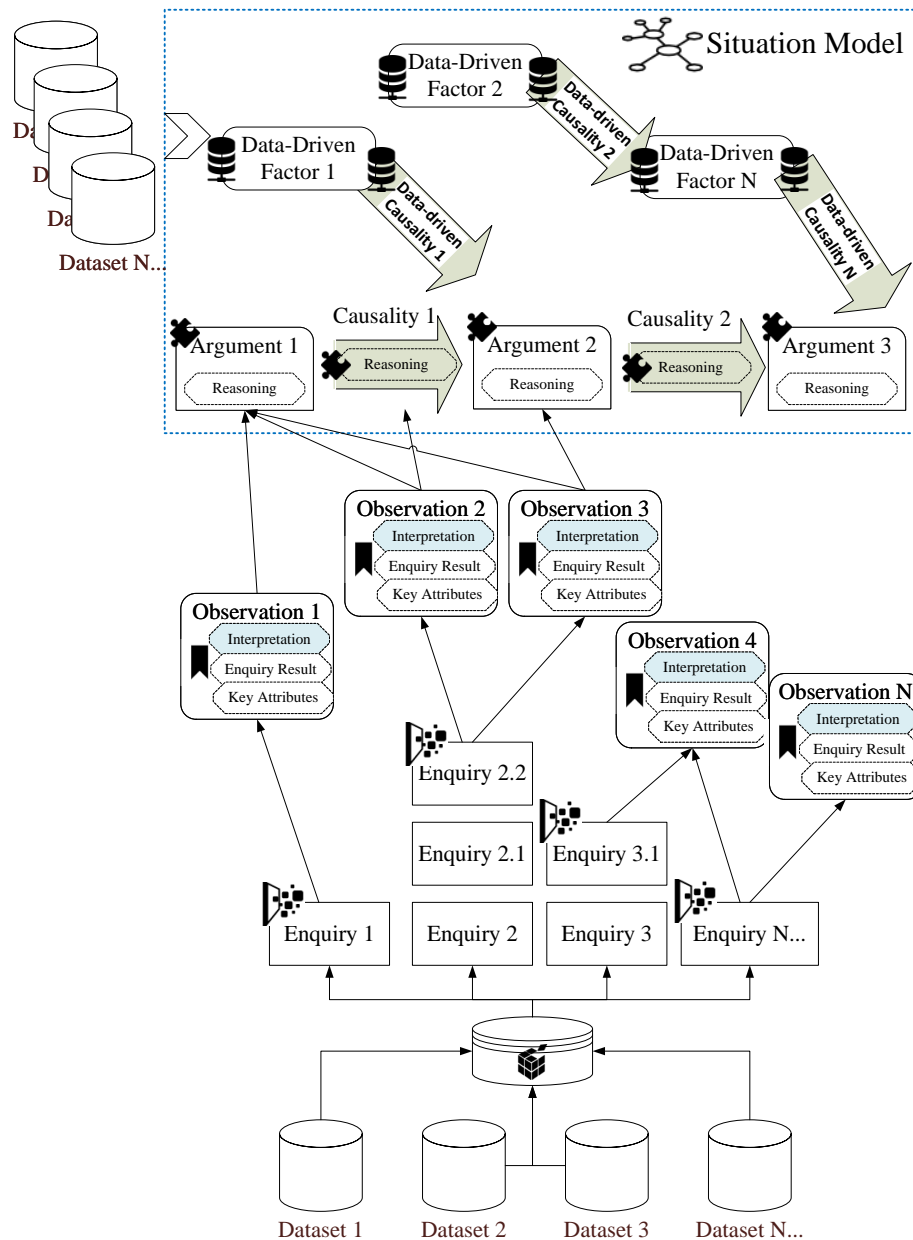 Situation Model
Data-Driven
Factor 2
Data-driven
Causality 2
Data-Driven
Factor 1
Data-Driven
Factor N
Data-driven
Causality 1
Data-driven
Causality N
Da
D
Da
Dataset N...
Causality 1
Causality 2
Argument 1
Reasoning
Reasoning
Argument 2
Reasoning
Reasoning
Argument 3
Reasoning
Observation 2
Interpretation
Enquiry Result
Key Attributes
Observation 3
Interpretation
Enquiry Result
Key Attributes
Observation 1
Interpretation
Enquiry Result
Key Attributes
Observation 4
Interpretation
Enquiry Result
Key Attributes
Observation N
Interpretation
Enquiry Result
Key Attributes
Enquiry 2.2
Enquiry 2.1
Enquiry 3.1
Enquiry 1
Enquiry 2
Enquiry 3
Enquiry N...
Dataset 1
Dataset 2
Dataset 3
Dataset N...